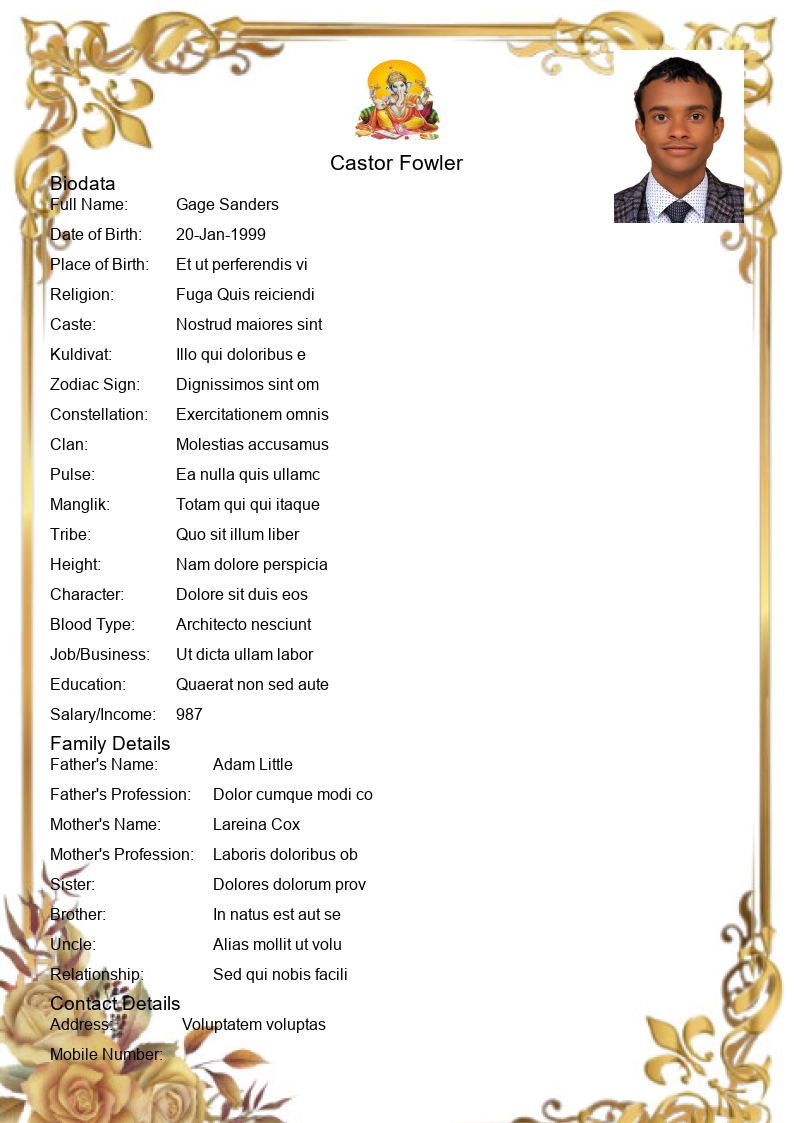 Castor Fowler
Biodata
Full Name: Gage Sanders
Date of Birth: 20-Jan-1999
Place of Birth: Et ut perferendis vi
Religion: Fuga Quis reiciendi
Caste: Nostrud maiores sint
Kuldivat: Illo qui doloribus e
Zodiac Sign: Dignissimos sint om
Constellation: Exercitationem omnis
Clan: Molestias accusamus
Pulse: Ea nulla quis ullamc
Manglik: Totam qui qui itaque
Tribe: Quo sit illum liber
Height: Nam dolore perspicia
Character: Dolore sit duis eos
Blood Type: Architecto nesciunt
Job/Business: Ut dicta ullam labor
Education: Quaerat non sed aute
Salary/Income: 987
Family Details
Father's Name: Adam Little
Father's Profession: Dolor cumque modi co
Mother's Name: Lareina Cox
Mother's Profession: Laboris doloribus ob
Sister: Dolores dolorum prov
Brother: In natus est aut se
Uncle: Alias mollit ut volu
Relationship: Sed qui nobis facili
Contact Details
Address: Voluptatem voluptas
Mobile Number: